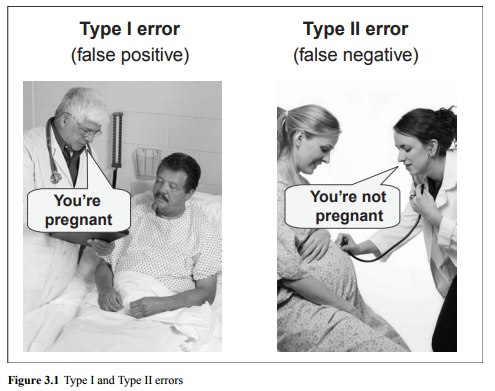 Type I error
(false positive)
You're
pregnant
Type II error
(false negative)
You're not
pregnant
Figure 3.1 Type I and Type II errors